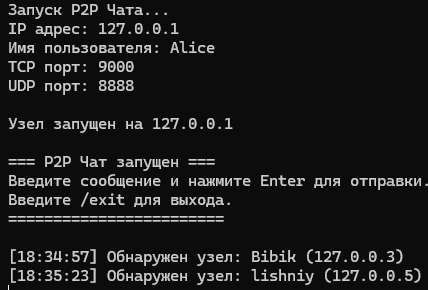 Запуск P2P Чата...
IP адрес: 127.0.0.1
Имя пользователя: Alice
TCP порт: 9000
UDP порт: 8888
Узел запущен на 127.0.0.1
=== P2P Чат запущен ===
Введите сообщение и нажмите Enter для отправки.
Введите /exit для выхода.
========================
[18:34:57] Обнаружен узел: Bibik (127.0.0.3)
[18:35:23] Обнаружен узел: lishniy (127.0.0.5)